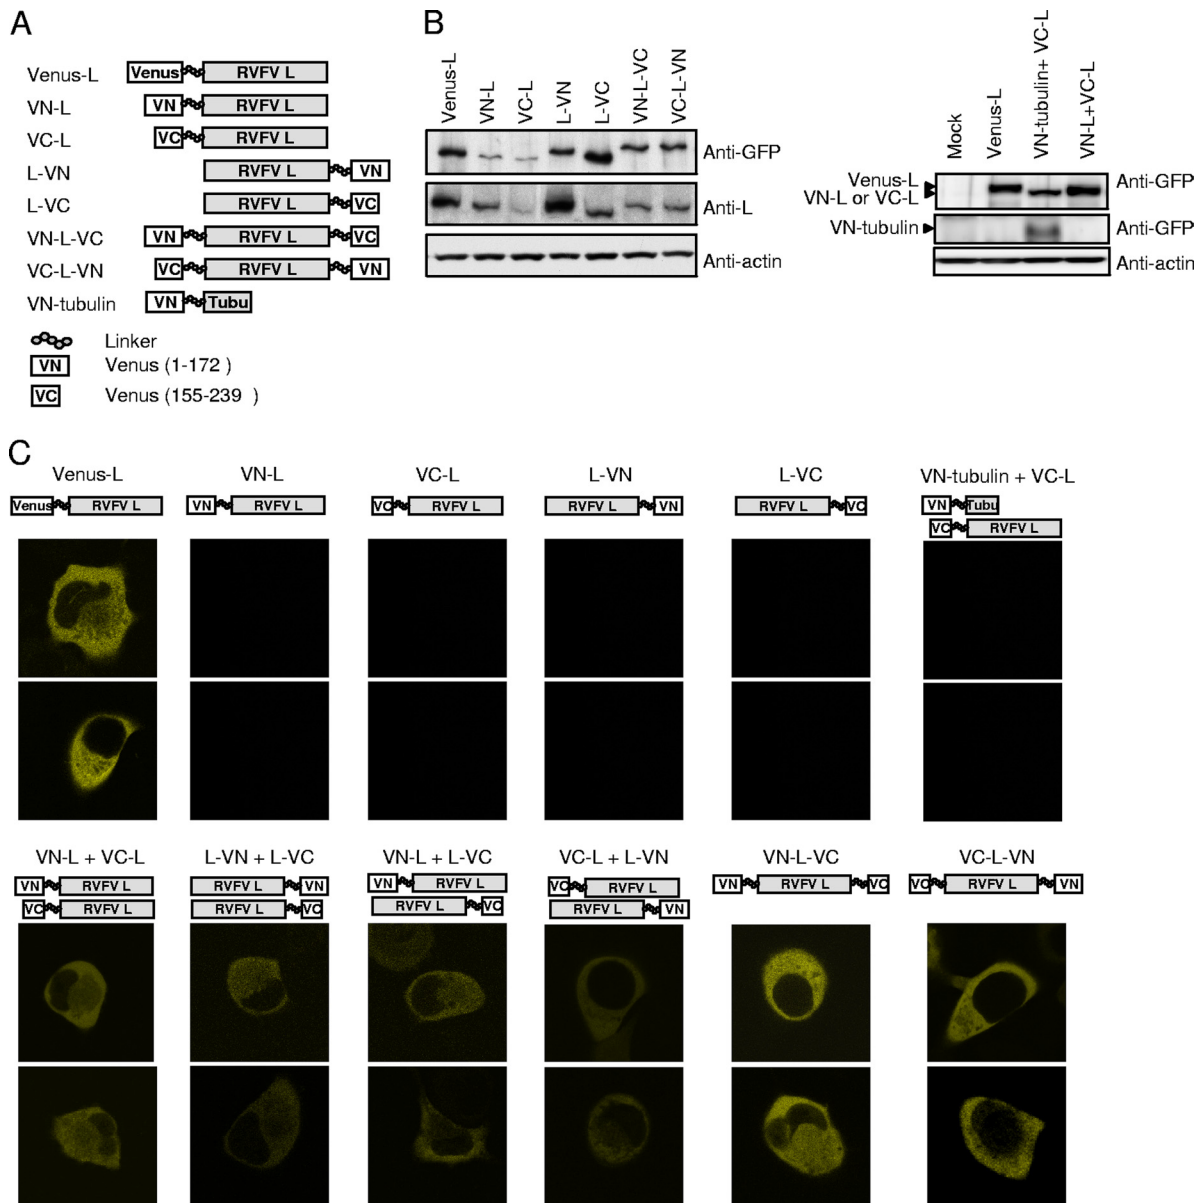 A
Venus-L
Venus RVFV L
VN-L
VN RVFV L
VC-L
VC RVFV L
L-VN
RVFV L VN
L-VC
RVFV L VC
VN-L-VC
VN RVFV L VC
VC-L-VN
VC RVFV L VN
VN-tubulin
VN Tubu
Linker
VN Venus (1-172 )
VC Venus (155-239 )
B
Venus-L
VN-L
VC-L
L-VN
L-VC
VN-L-VC
VC-L-VN
Anti-GFP
Anti-L
Anti-actin
Mock
Venus-L
VN-tubulin+ VC-L
VN-L+VC-L
Venus-L
VN-L or VC-L
Anti-GFP
VN-tubulin
Anti-GFP
Anti-actin
C
Venus-L
Venus RVFV L
VN-L
VN RVFV L
VC-L
VC RVFV L
L-VN
RVFV L VN
L-VC
RVFV L VC
VN-tubulin + VC-L
VN Tubu
VC RVFV L
VN-L + VC-L
VN RVFV L
VC RVFV L
L-VN + L-VC
RVFV L VN
RVFV L VC
VN-L + L-VC
VN RVFV L
RVFV L VC
VC-L + L-VN
VC RVFV L
RVFV L VN
VN-L-VC
VN RVFV L VC
VC-L-VN
VC RVFV L VN